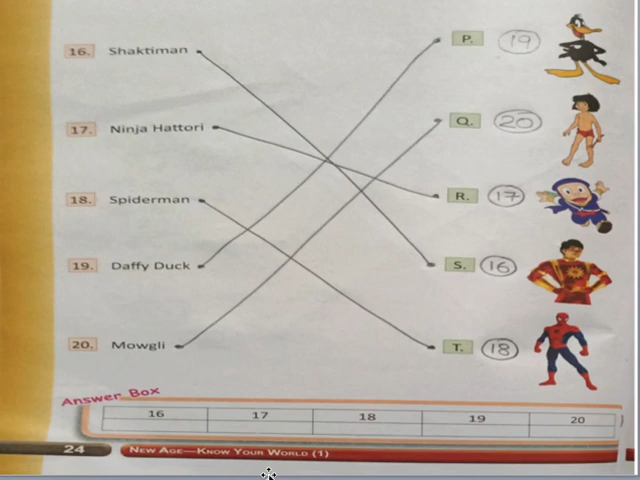 16. Shaktiman
P. 19
17. Ninja Hattori
Q. 20
18. Spiderman
R. 17
19. Daffy Duck
S. 16
20. Mowgli
T. 18
Answer Box
16 17 18 19 20
24 NEW AGE—KNOW YOUR WORLD (1)